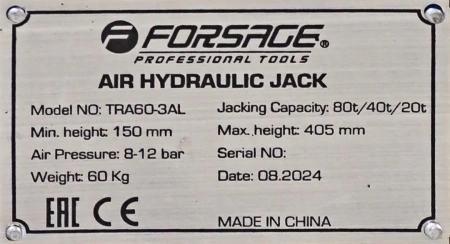 FORSAGE
PROFESSIONAL TOOLS
AIR HYDRAULIC JACK
Model NO: TRA60-3AL Jacking Capacity: 80t/40t/20t
Min. height: 150 mm Max. height: 405 mm
Air Pressure: 8-12 bar Serial NO:
Weight: 60 Kg Date: 08.2024
EAC CE MADE IN CHINA